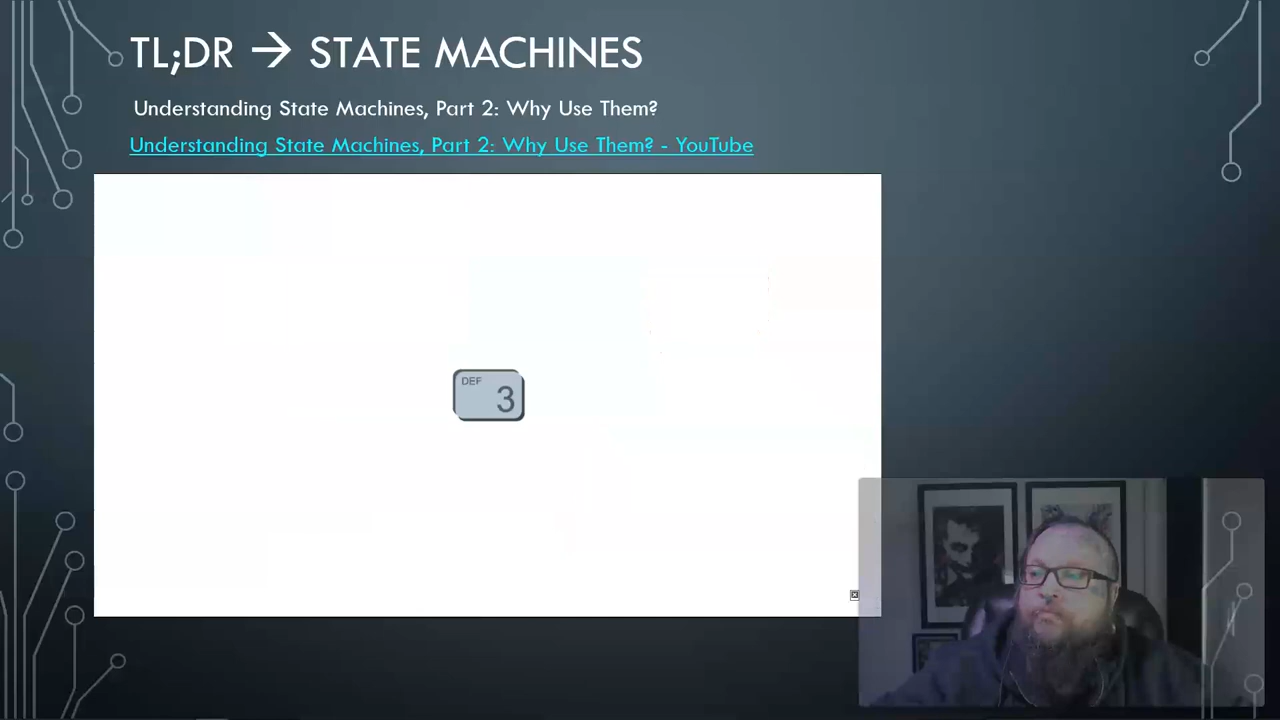 TL;DR → STATE MACHINES
Understanding State Machines, Part 2: Why Use Them?
Understanding State Machines, Part 2: Why Use Them? - YouTube
DEF
3